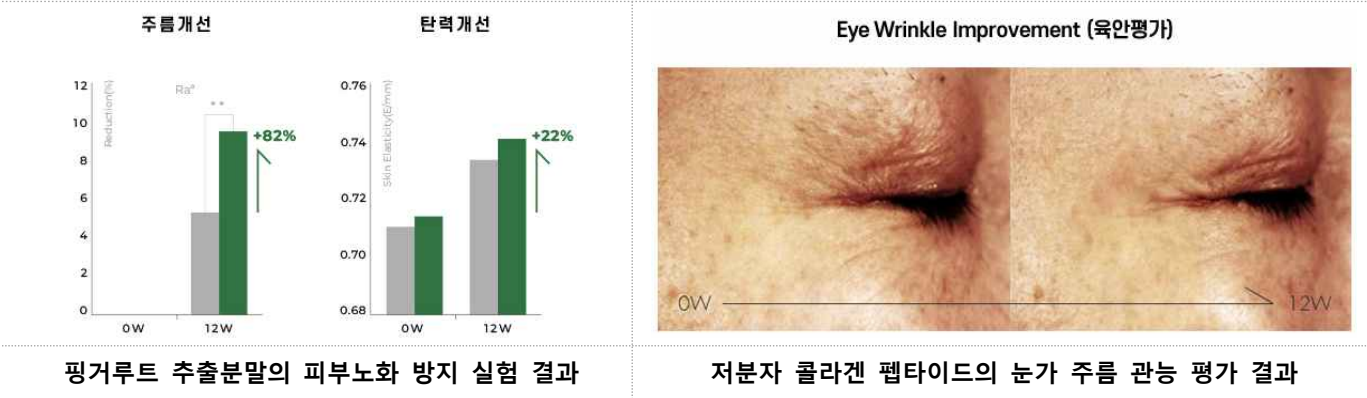 주름개선
탄력개선
Eye Wrinkle Improvement (육안평가)
12
10
8
6
4
2
0
Reduction(%)
Raª
**
+82%
0W
12W
0.76
0.74
0.72
0.70
0.68
Skin Elasticity(E/mm)
+22%
0W
12W
0W
12W
핑거루트 추출분말의 피부노화 방지 실험 결과
저분자 콜라겐 펩타이드의 눈가 주름 관능 평가 결과